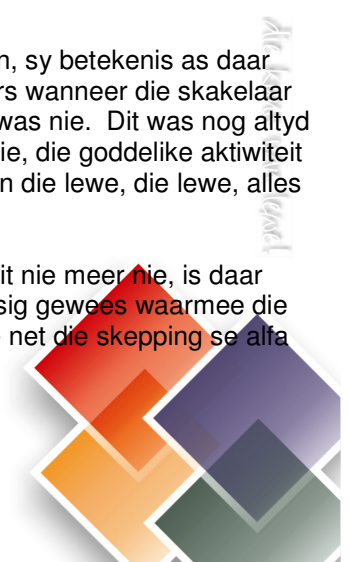 n, sy betekenis as daar
rs wanneer die skakelaar
was nie. Dit was nog altyd
ie, die goddelike aktiwiteit
n die lewe, die lewe, alles
it nie meer nie, is daar
sig gewees waarmee die
net die skepping se alfa